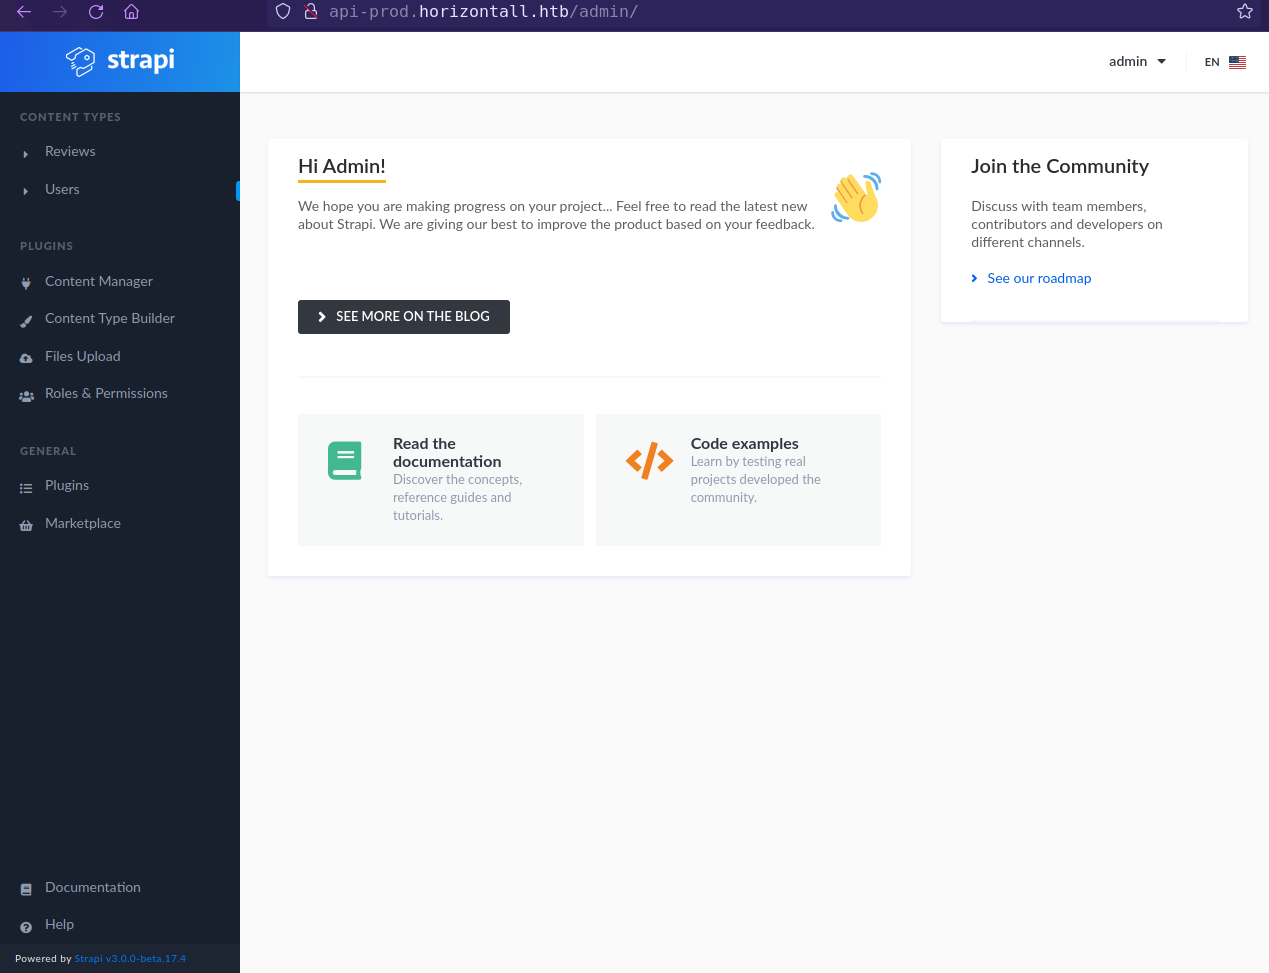 api-prod.horizontall.htb/admin/
strapi
admin
EN
CONTENT TYPES
Reviews
Users
PLUGINS
Content Manager
Content Type Builder
Files Upload
Roles & Permissions
GENERAL
Plugins
Marketplace
Documentation
Help
Powered by Strapi v3.0.0-beta.17.4
Hi Admin!
We hope you are making progress on your project... Feel free to read the latest new
about Strapi. We are giving our best to improve the product based on your feedback.
SEE MORE ON THE BLOG
Read the
documentation
Discover the concepts,
reference guides and
tutorials.
Code examples
Learn by testing real
projects developed the
community.
Join the Community
Discuss with team members,
contributors and developers on
different channels.
See our roadmap